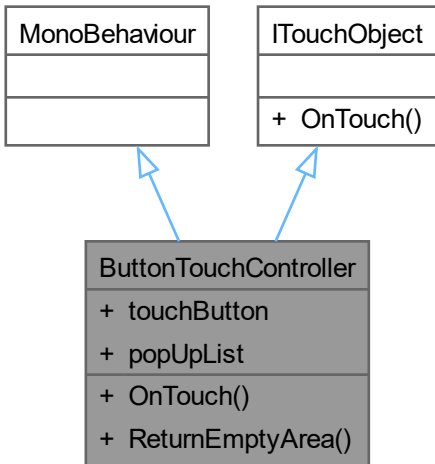 MonoBehaviour
ITouchObject
+ OnTouch()
ButtonTouchController
+ touchButton
+ popUpList
+ OnTouch()
+ ReturnEmptyArea()